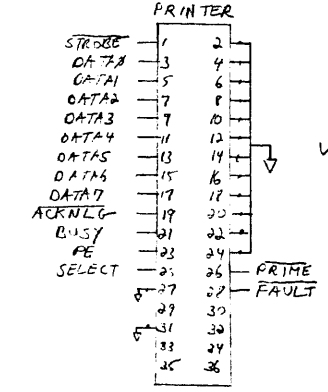 PRINTER
STROBE 1 2
DATA0 3 4
DATA1 5 6
DATA2 7 8
DATA3 9 10
DATA4 11 12
DATA5 13 14
DATA6 15 16
DATA7 17 18
ACKNLG 19 20
BUSY 21 22
PE 23 24
SELECT 25 26 PRIME
27 28 FAULT
29 30
31 32
33 34
35 36